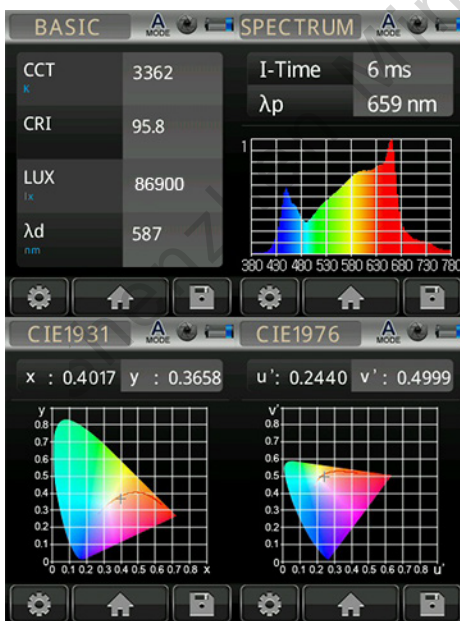 BASIC
A
MODE
CCT
K
3362
CRI
95.8
LUX
lx
86900
λd
nm
587
SPECTRUM
A
MODE
I-Time
6 ms
λp
659 nm
1
380 430 480 530 580 630 680 730 780
CIE1931
A
MODE
x : 0.4017 y : 0.3658
y
0.8
0.7
0.6
0.5
0.4
0.3
0.2
0.1
0 0.1 0.2 0.3 0.4 0.5 0.6 0.7 0.8 x
CIE1976
A
MODE
u': 0.2440 v': 0.4999
v'
0.8
0.7
0.6
0.5
0.4
0.3
0.2
0.1
0 0.1 0.2 0.3 0.4 0.5 0.6 0.7 0.8 u'